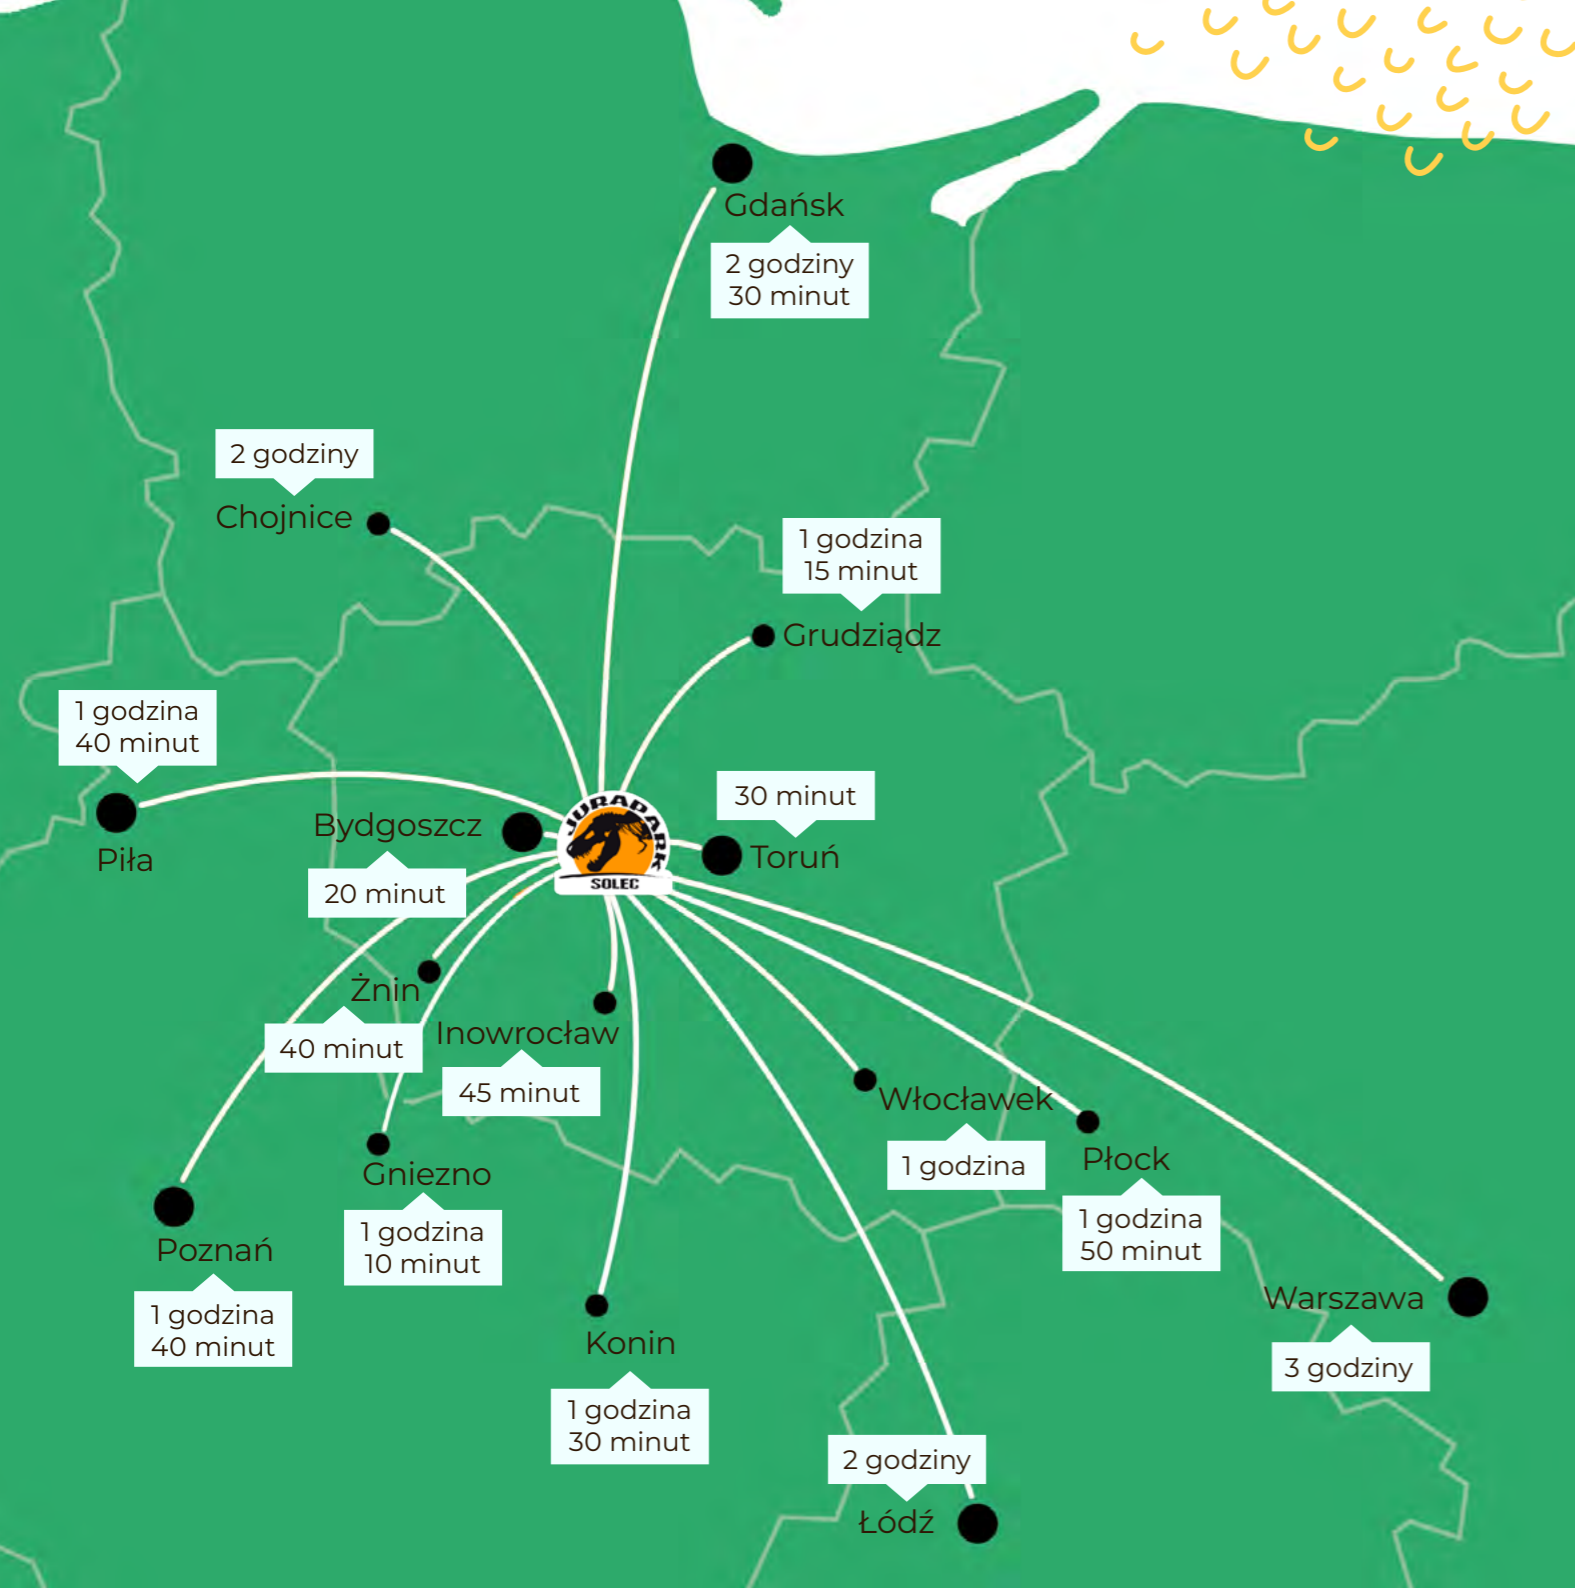 Gdańsk
2 godziny
30 minut
2 godziny
Chojnice
1 godzina
15 minut
Grudziądz
1 godzina
40 minut
Piła
Bydgoszcz
20 minut
JURAPARK
SOLEC
30 minut
Toruń
Żnin
40 minut
Inowrocław
45 minut
Włocławek
1 godzina
Płock
1 godzina
50 minut
Gniezno
1 godzina
10 minut
Poznań
1 godzina
40 minut
Konin
1 godzina
30 minut
Warszawa
3 godziny
2 godziny
Łódź